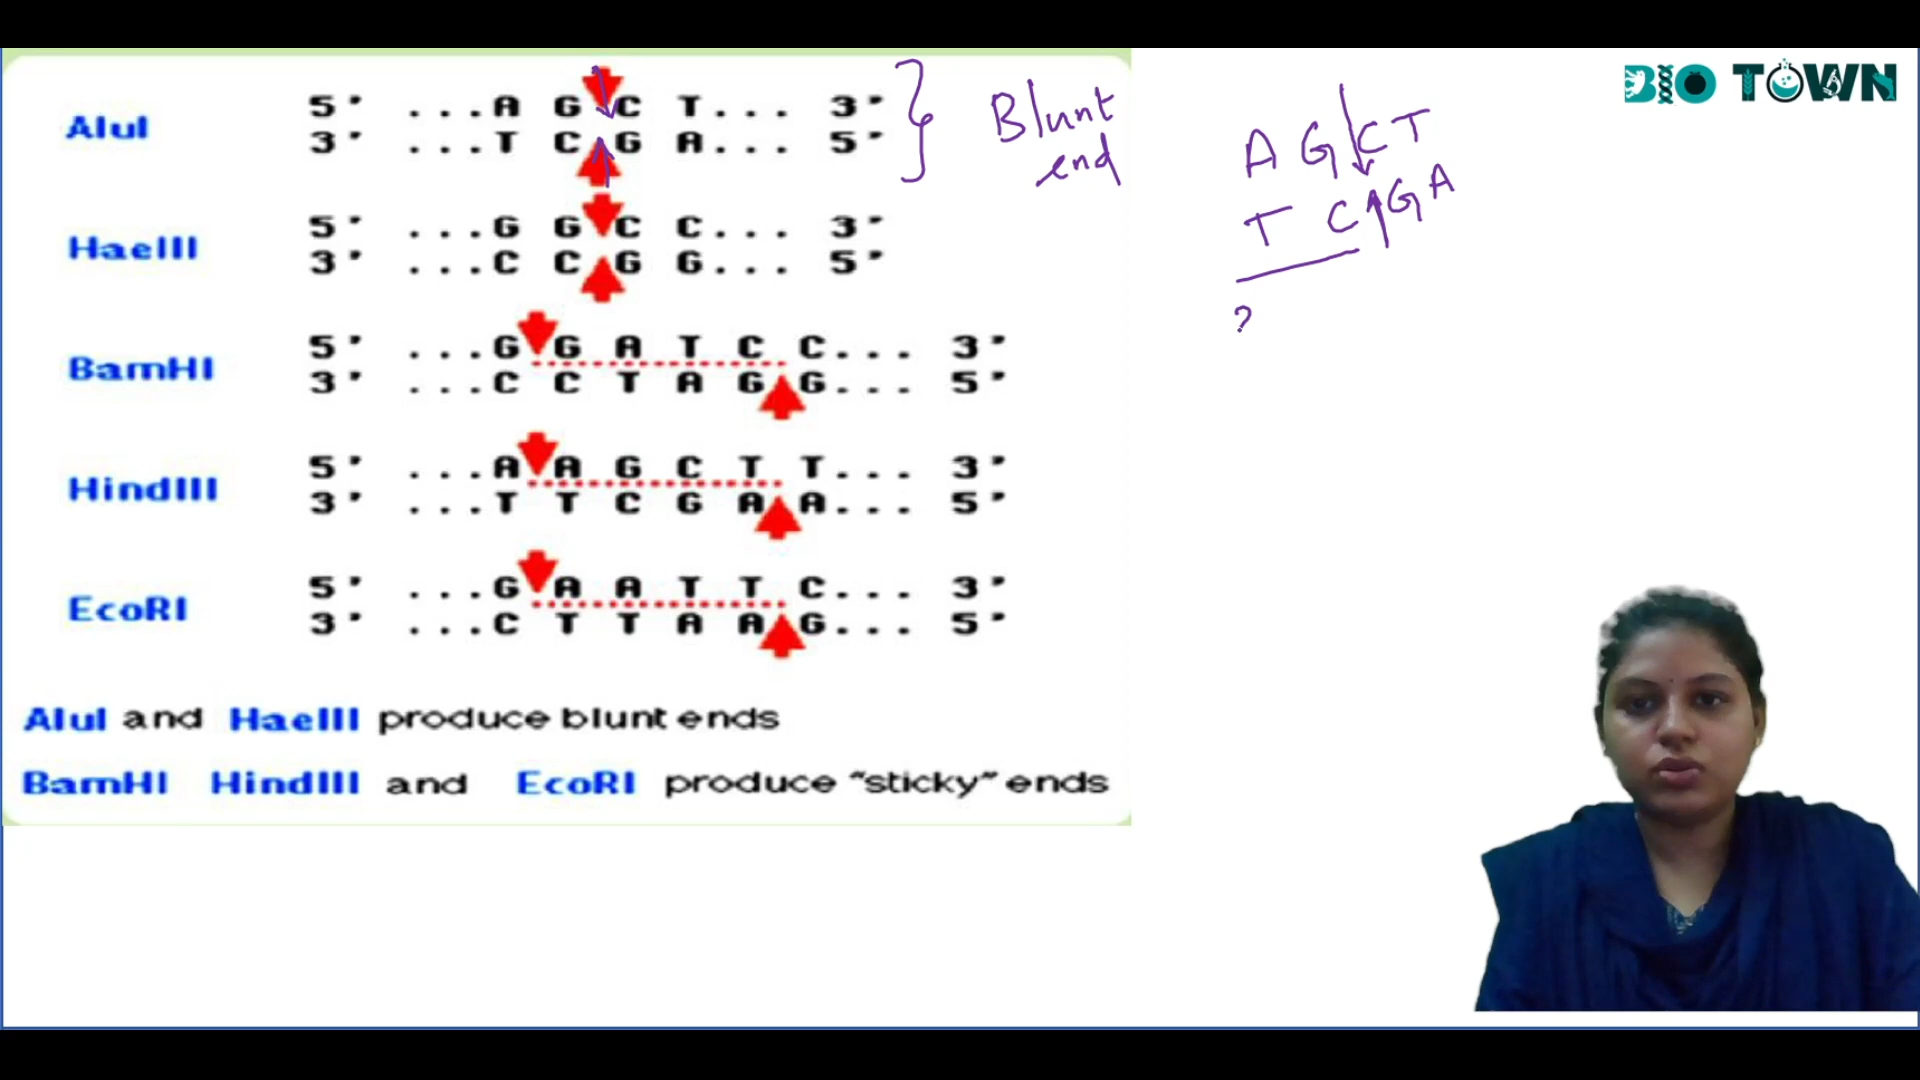 BIO TOWN
AluI 5' ...A G C T... 3'
3' ...T C G A... 5'
Blunt
end
A G C T
T C G A
?
HaeIII 5' ...G G C C... 3'
3' ...C C G G... 5'
BamHI 5' ...G G A T C C... 3'
3' ...C C T A G G... 5'
HindIII 5' ...A A G C T T... 3'
3' ...T T C G A A... 5'
EcoRI 5' ...G A A T T C... 3'
3' ...C T T A A G... 5'
AluI and HaeIII produce blunt ends
BamHI HindIII and EcoRI produce “sticky” ends